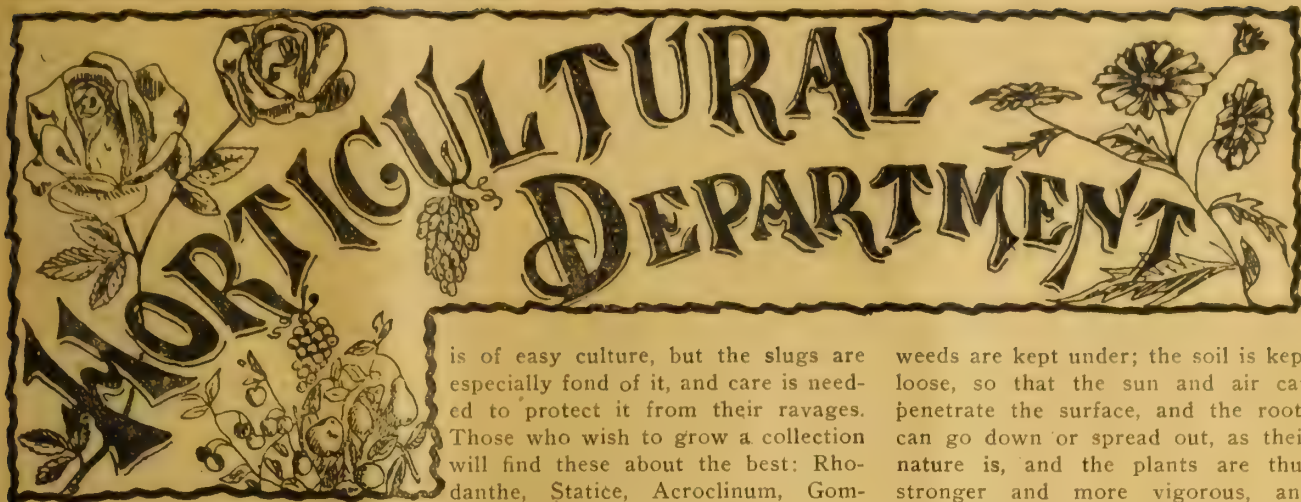 HORTICULTURAL
DEPARTMENT
is of easy culture, but the slugs are
especially fond of it, and care is need-
ed to protect it from their ravages.
Those who wish to grow a collection
will find these about the best: Rho-
danthe, Statice, Acroclinum, Gom-
weeds are kept under; the soil is kep
loose, so that the sun and air ca
penetrate the surface, and the root
can go down or spread out, as thei
nature is, and the plants are thu
stronger and more vigorous, an